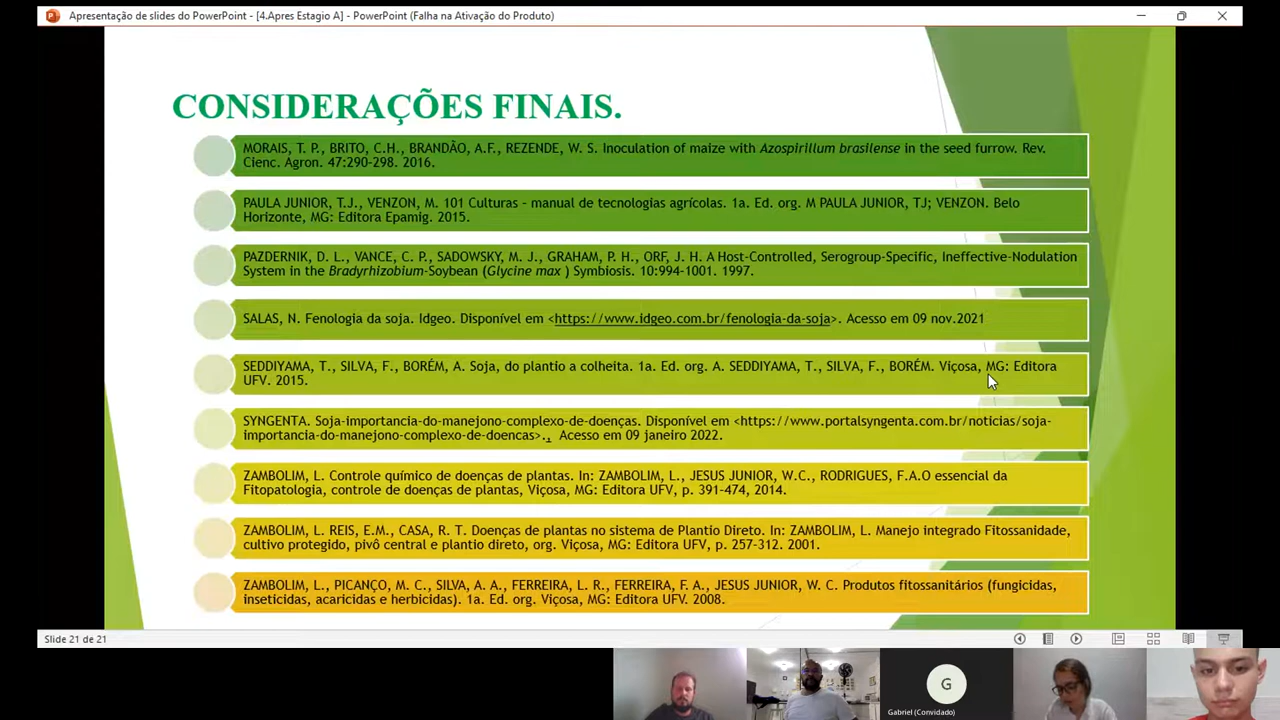 Apresentação de slides do PowerPoint - [4.Apres Estagio A] - PowerPoint (Falha na Ativação do Produto)
CONSIDERAÇÕES FINAIS.
MORAIS, T. P., BRITO, C.H., BRANDÃO, A.F., REZENDE, W. S. Inoculation of maize with Azospirillum brasilense in the seed furrow. Rev.
Cienc. Agron. 47:290-298. 2016.
PAULA JUNIOR, T.J., VENZON, M. 101 Culturas – manual de tecnologias agrícolas. 1a. Ed. org. M PAULA JUNIOR, TJ; VENZON. Belo
Horizonte, MG: Editora Epamig. 2015.
PAZDERNIK, D. L., VANCE, C. P., SADOWSKY, M. J., GRAHAM, P. H., ORF, J. H. A Host-Controlled, Serogroup-Specific, Ineffective-Nodulation
System in the Bradyrhizobium-Soybean (Glycine max ) Symbiosis. 10:994–1001. 1997.
SALAS, N. Fenologia da soja. Idgeo. Disponível em <https://www.idgeo.com.br/fenologia-da-soja>. Acesso em 09 nov.2021
SEDDIYAMA, T., SILVA, F., BORÉM, A. Soja, do plantio a colheita. 1a. Ed. org. A. SEDDIYAMA, T., SILVA, F., BORÉM. Viçosa, MG: Editora
UFV. 2015.
SYNGENTA. Soja-importancia-do-manejono-complexo-de-doenças. Disponível em <https://www.portalsyngenta.com.br/noticias/soja-
importancia-do-manejono-complexo-de-doencas>., Acesso em 09 janeiro 2022.
ZAMBOLIM, L. Controle químico de doenças de plantas. In: ZAMBOLIM, L., JESUS JUNIOR, W.C., RODRIGUES, F.A.O essencial da
Fitopatologia, controle de doenças de plantas, Viçosa, MG: Editora UFV, p. 391-474, 2014.
ZAMBOLIM, L. REIS, E.M., CASA, R. T. Doenças de plantas no sistema de Plantio Direto. In: ZAMBOLIM, L. Manejo integrado Fitossanidade,
cultivo protegido, pivô central e plantio direto, org. Viçosa, MG: Editora UFV, p. 257–312. 2001.
ZAMBOLIM, L., PICANÇO, M. C., SILVA, A. A., FERREIRA, L. R., FERREIRA, F. A., JESUS JUNIOR, W. C. Produtos fitossanitários (fungicidas,
inseticidas, acaricidas e herbicidas). 1a. Ed. org. Viçosa, MG: Editora UFV. 2008.
Slide 21 de 21
G
Gabriel (Convidado)